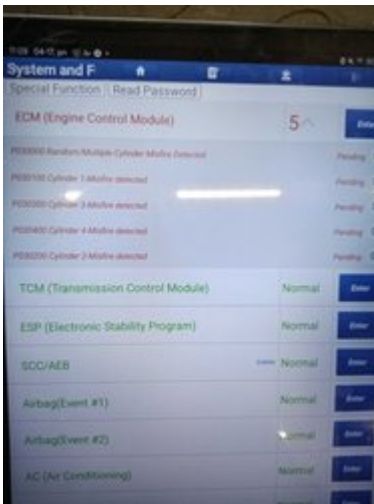 System and F
Special Function Read Password
ECM (Engine Control Module) 5 Enter
P030000 Random/Multiple Cylinder Misfire Detected Pending
P030100 Cylinder 1-Misfire detected Pending
P030300 Cylinder 3-Misfire detected Pending
P030400 Cylinder 4-Misfire detected Pending
P030200 Cylinder 2-Misfire detected Pending
TCM (Transmission Control Module) Normal Enter
ESP (Electronic Stability Program) Normal Enter
SCC/AEB Normal Enter
Airbag(Event #1) Normal Enter
Airbag(Event #2) Normal Enter
AC (Air Conditioning) Normal Enter